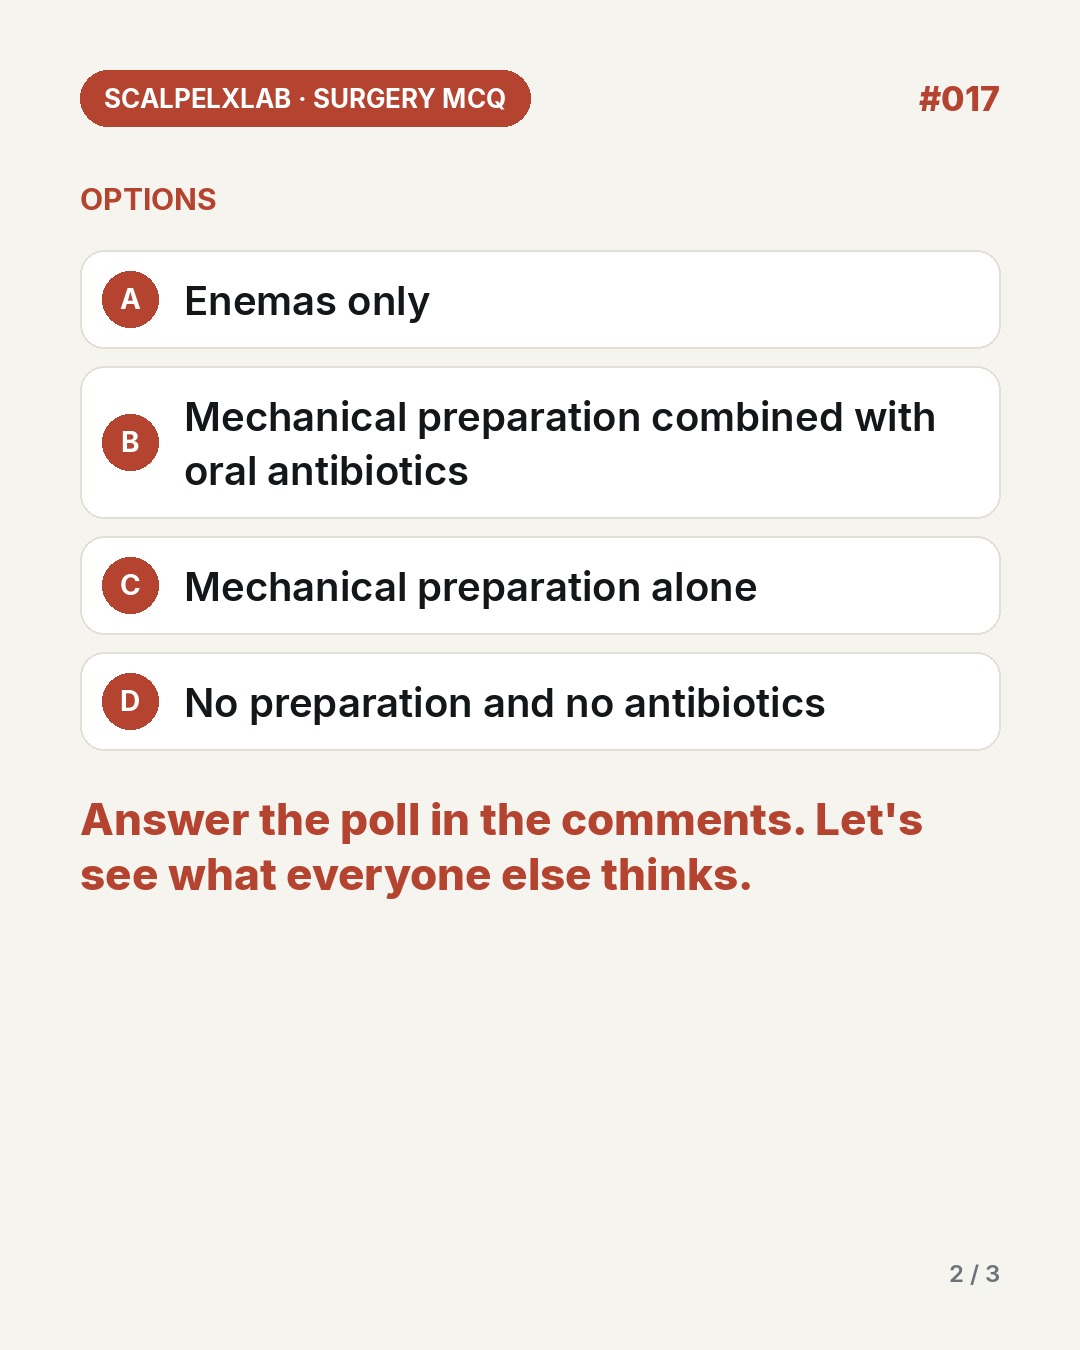 SCALPELXLAB · SURGERY MCQ
#017
OPTIONS
A
Enemas only
B
Mechanical preparation combined with
oral antibiotics
C
Mechanical preparation alone
D
No preparation and no antibiotics
Answer the poll in the comments. Let's
see what everyone else thinks.
2 / 3